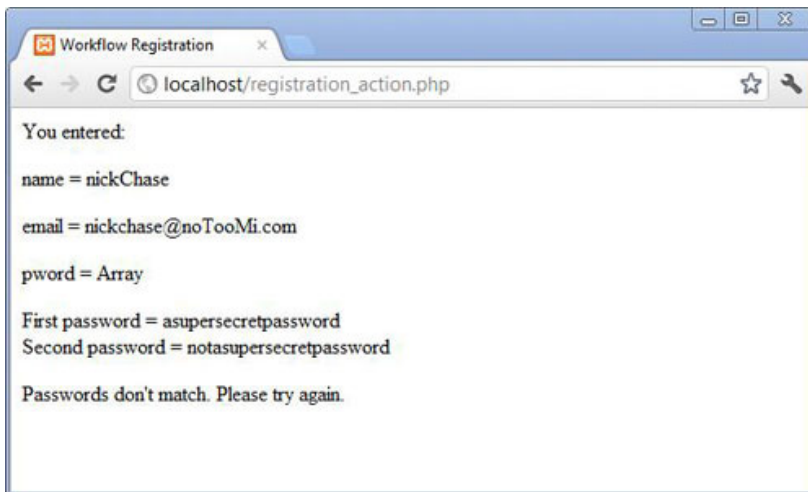 Workflow Registration
localhost/registration_action.php
You entered:
name = nickChase
email = nickchase@noTooMi.com
pword = Array
First password = asupersecretpassword
Second password = notasupersecretpassword
Passwords don't match. Please try again.